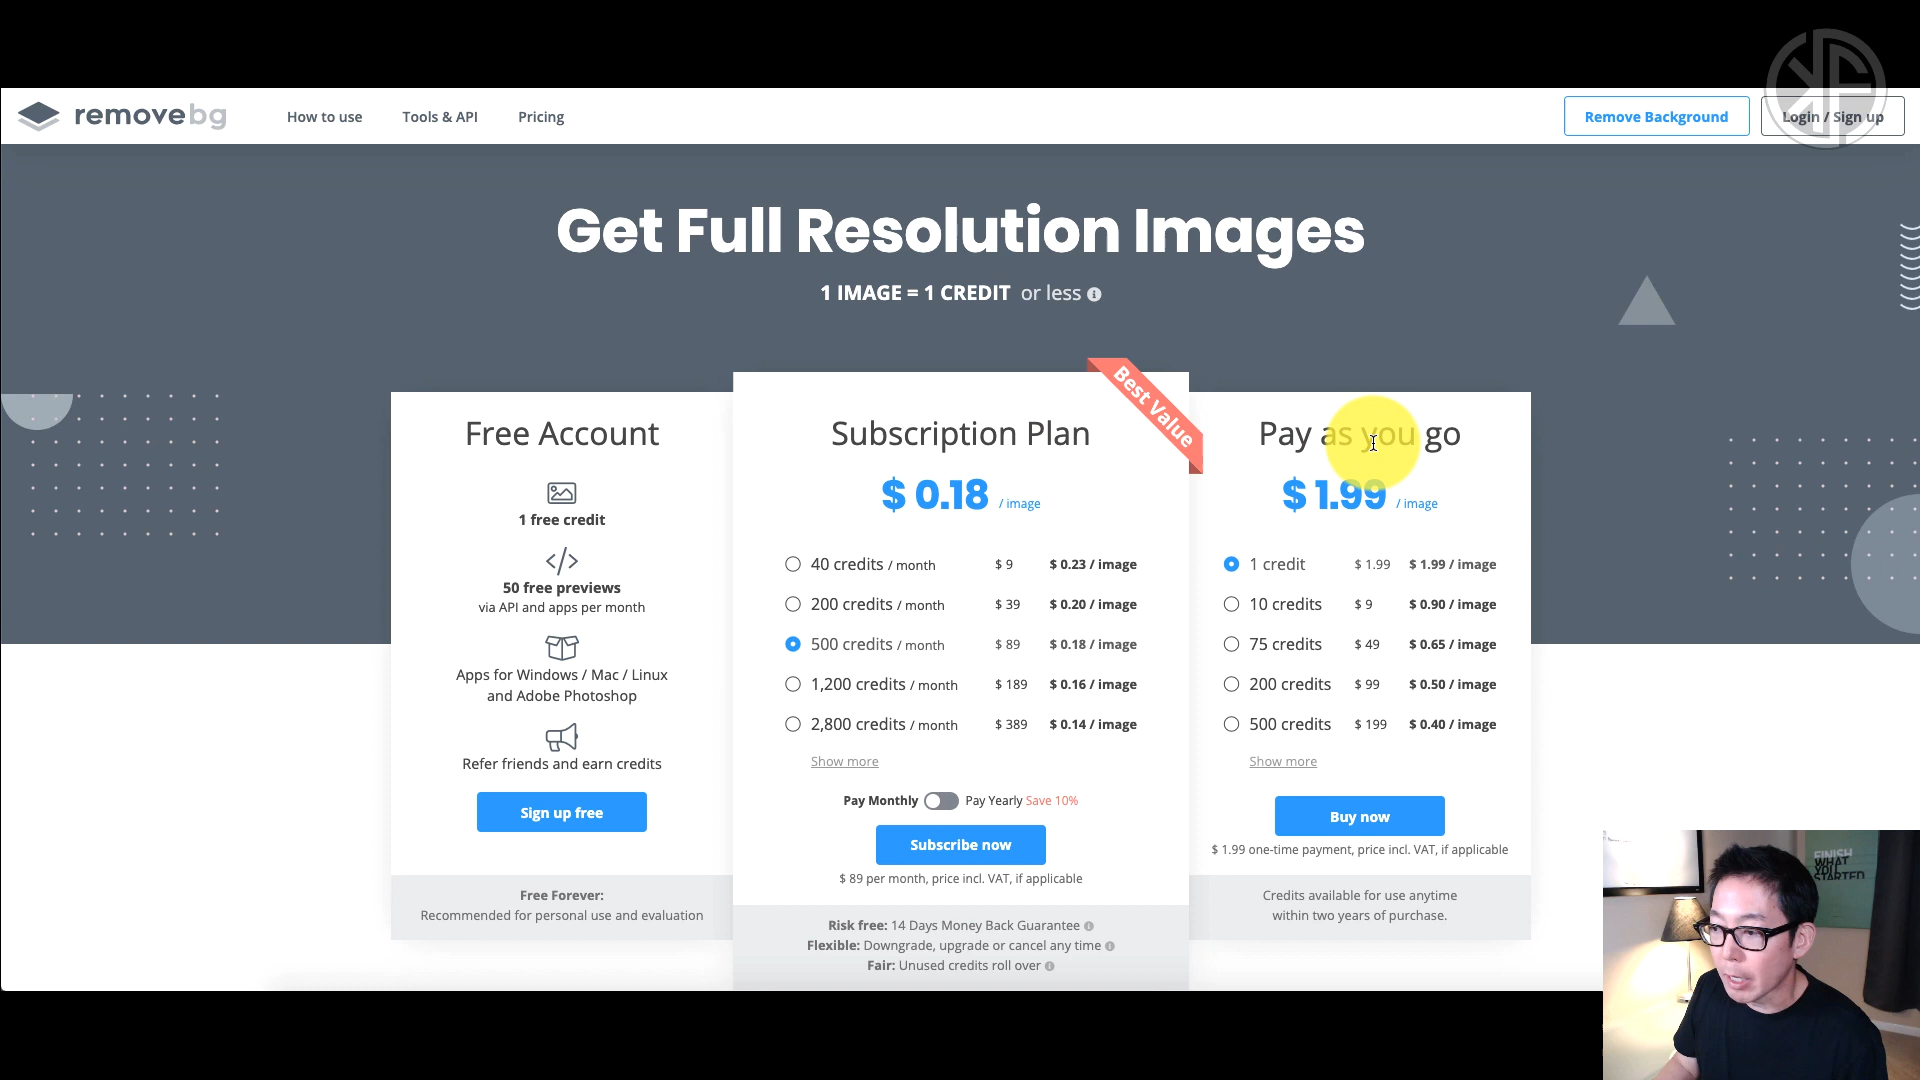 removebg
How to use
Tools & API
Pricing
Remove Background
Login / Sign up
Get Full Resolution Images
1 IMAGE = 1 CREDIT or less
Free Account
1 free credit
50 free previews
via API and apps per month
Apps for Windows / Mac / Linux
and Adobe Photoshop
Refer friends and earn credits
Sign up free
Free Forever:
Recommended for personal use and evaluation
Best Value
Subscription Plan
$ 0.18 / image
40 credits / month $ 9 $ 0.23 / image
200 credits / month $ 39 $ 0.20 / image
500 credits / month $ 89 $ 0.18 / image
1,200 credits / month $ 189 $ 0.16 / image
2,800 credits / month $ 389 $ 0.14 / image
Show more
Pay Monthly Pay Yearly Save 10%
Subscribe now
$ 89 per month, price incl. VAT, if applicable
Risk free: 14 Days Money Back Guarantee
Flexible: Downgrade, upgrade or cancel any time
Fair: Unused credits roll over
Pay as you go
$ 1.99 / image
1 credit $ 1.99 $ 1.99 / image
10 credits $ 9 $ 0.90 / image
75 credits $ 49 $ 0.65 / image
200 credits $ 99 $ 0.50 / image
500 credits $ 199 $ 0.40 / image
Show more
Buy now
$ 1.99 one-time payment, price incl. VAT, if applicable
Credits available for use anytime
within two years of purchase.
FINISH
WHAT
YOU
STARTED